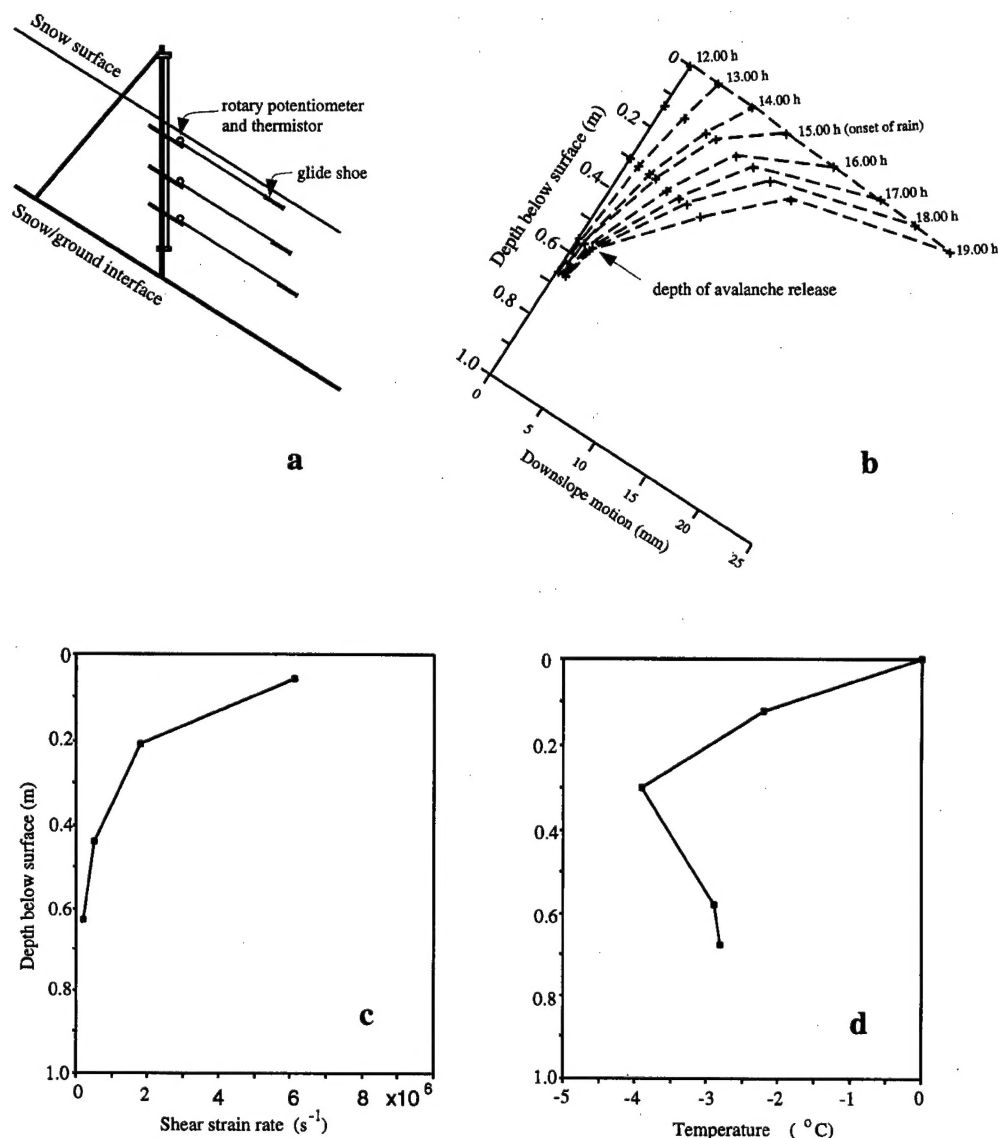 Snow surface
rotary potentiometer
and thermistor
glide shoe
Snow/ground interface
a
0
0.2
0.4
0.6
0.8
1.0
Depth below surface (m)
12.00 h
13.00 h
14.00 h
15.00 h (onset of rain)
16.00 h
17.00 h
18.00 h
19.00 h
depth of avalanche release
0
5
10
15
20
25
Downslope motion (mm)
b
0
0.2
0.4
0.6
0.8
1.0
Depth below surface (m)
0 2 4 6 x10⁶ 8
Shear strain rate (s⁻¹)
c
0
0.2
0.4
0.6
0.8
1.0
-5 -4 -3 -2 -1 0
Temperature ( °C)
d